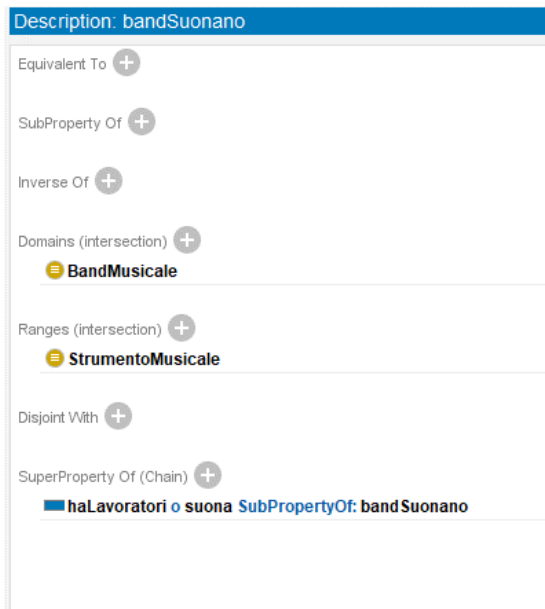 Description: bandSuonano
Equivalent To
SubProperty Of
Inverse Of
Domains (intersection)
BandMusicale
Ranges (intersection)
StrumentoMusicale
Disjoint With
SuperProperty Of (Chain)
haLavoratori o suona SubPropertyOf: bandSuonano